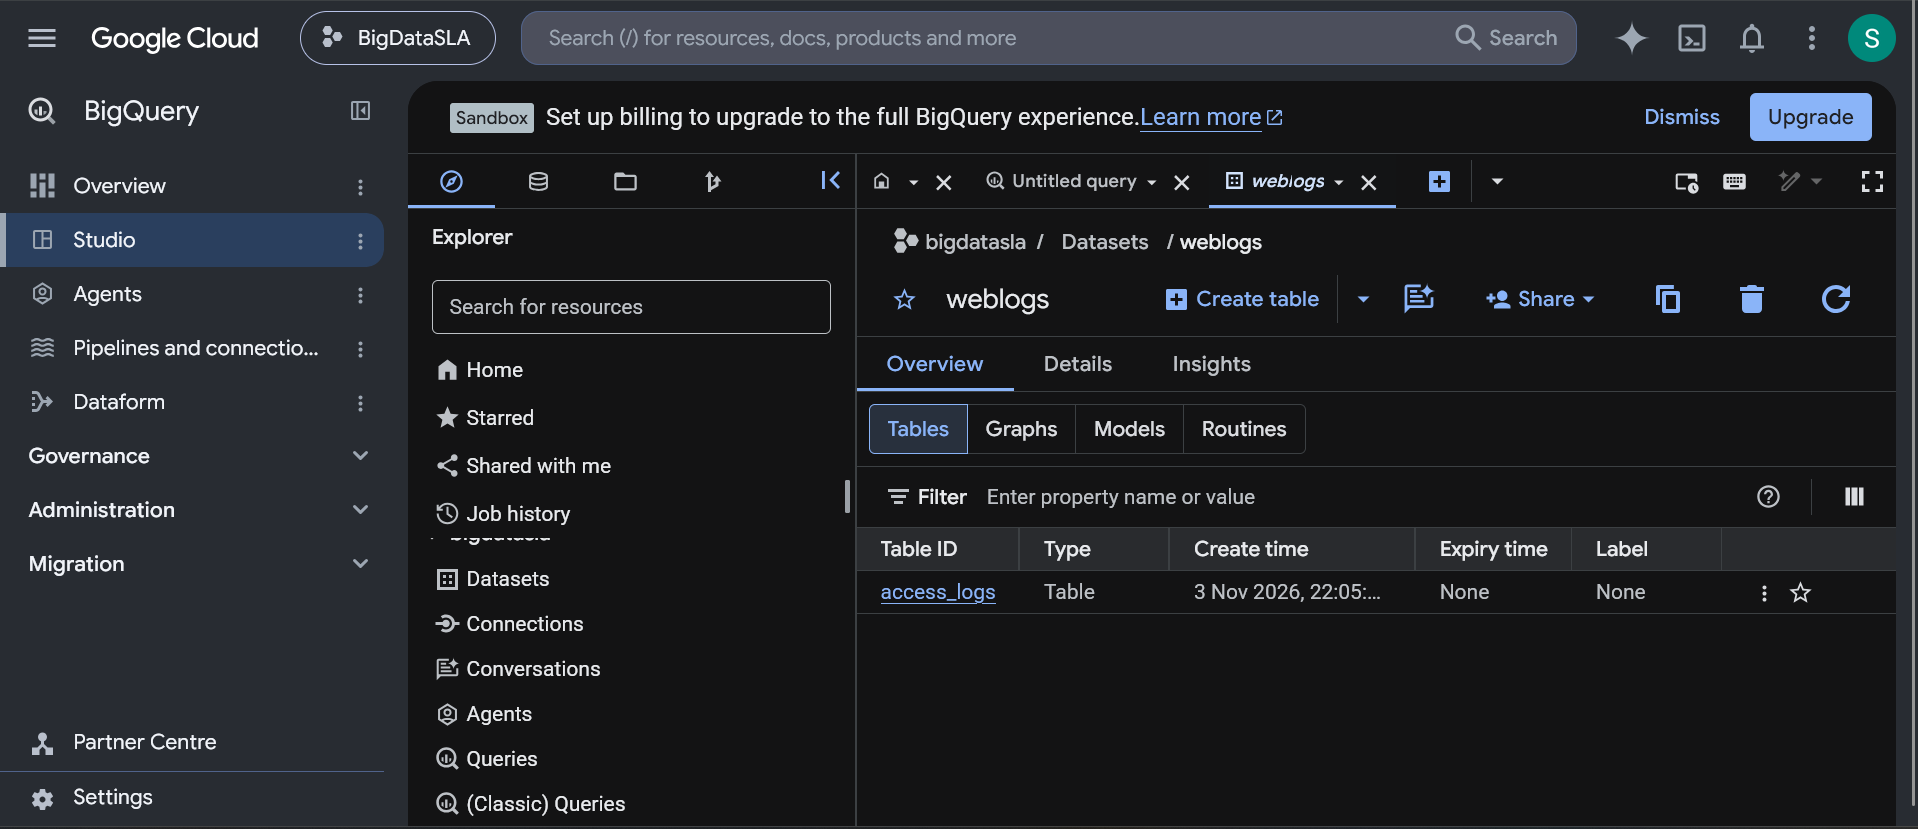 Google Cloud
BigDataSLA
Search (/) for resources, docs, products and more
Search
S
BigQuery
Overview
Studio
Agents
Pipelines and connectio...
Dataform
Governance
Administration
Migration
Partner Centre
Settings
Sandbox Set up billing to upgrade to the full BigQuery experience. Learn more
Dismiss
Upgrade
Explorer
Search for resources
Home
Starred
Shared with me
Job history
bigdatasla
Datasets
Connections
Conversations
Agents
Queries
(Classic) Queries
Untitled query
weblogs
bigdatasla / Datasets / weblogs
weblogs
Create table
Share
Overview Details Insights
Tables Graphs Models Routines
Filter Enter property name or value
Table ID Type Create time Expiry time Label
access_logs Table 3 Nov 2026, 22:05:... None None